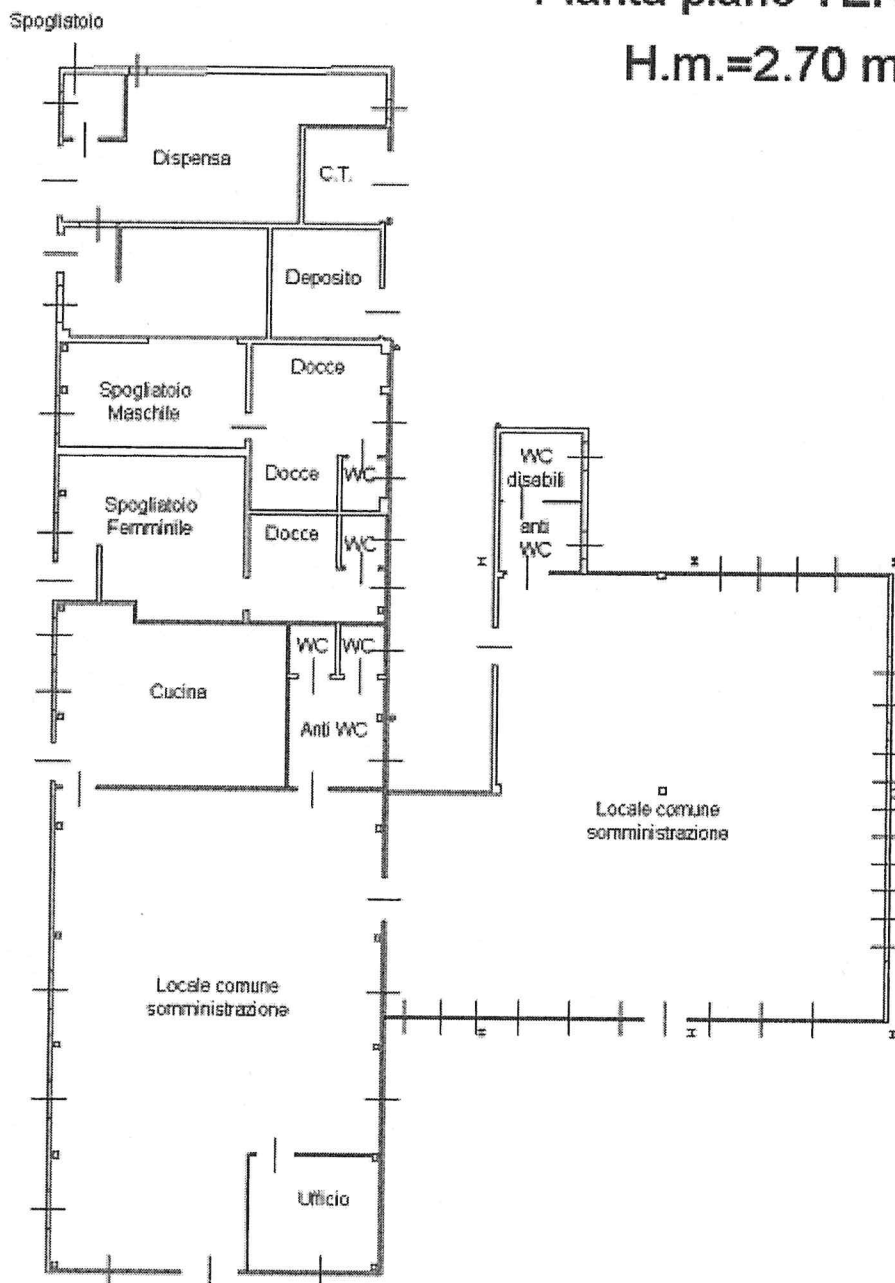 H.m.=2.70 m
Spogliatoio
Dispensa
C.T.
Deposito
Docce
Spogliatoio
Maschile
Docce
WC
WC
disabili
anti
WC
Spogliatoio
Femminile
Docce
WC
WC
WC
Cucina
Anti WC
Locale comune
somministrazione
Locale comune
somministrazione
Ufficio